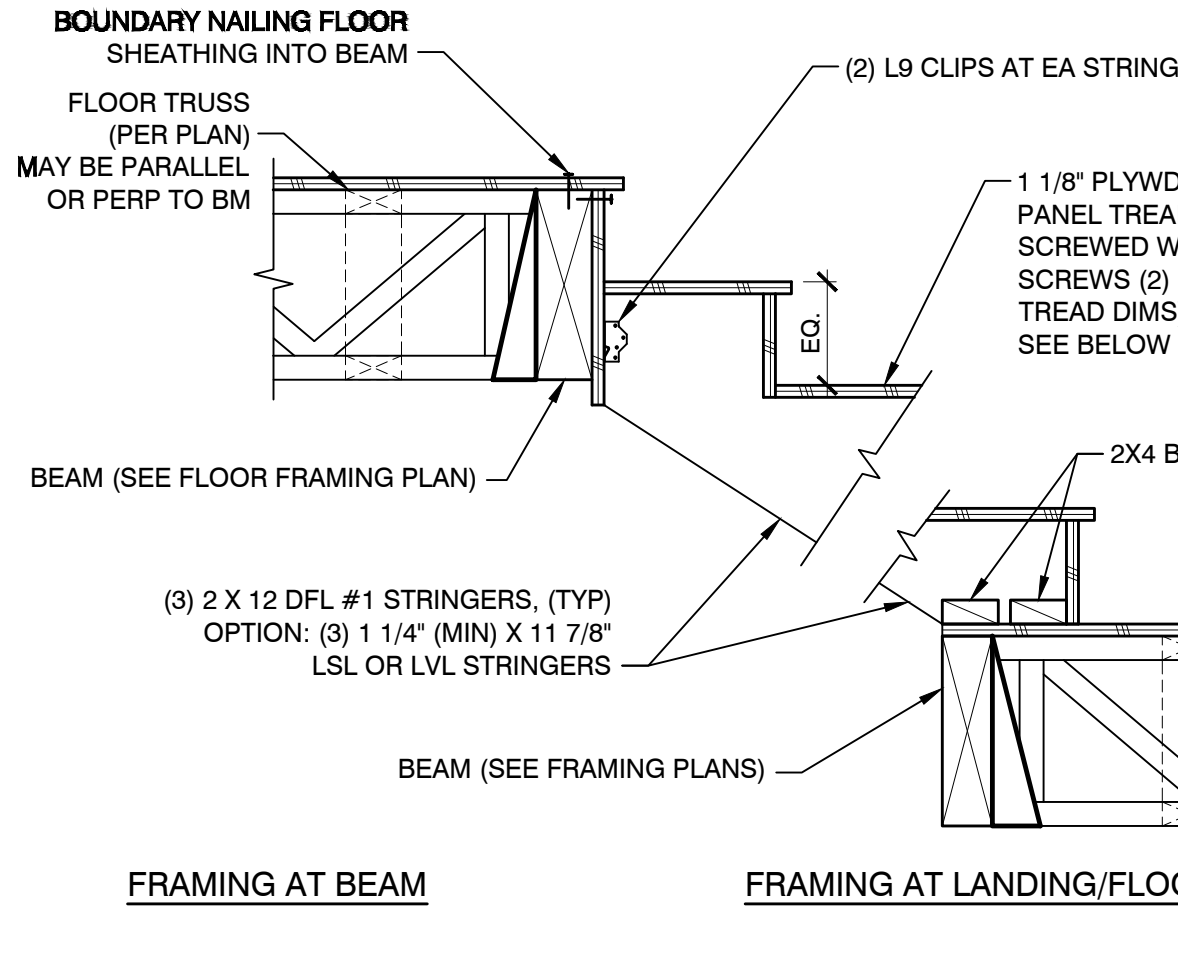 BOUNDARY NAILING FLOOR
SHEATHING INTO BEAM
FLOOR TRUSS
(PER PLAN)
MAY BE PARALLEL
OR PERP TO BM
(2) L9 CLIPS AT EA STRING
1 1/8" PLYWD
PANEL TREA
SCREWED W
SCREWS (2)
TREAD DIMS
SEE BELOW
EQ.
BEAM (SEE FLOOR FRAMING PLAN)
2X4 B
(3) 2 X 12 DFL #1 STRINGERS, (TYP)
OPTION: (3) 1 1/4" (MIN) X 11 7/8"
LSL OR LVL STRINGERS
BEAM (SEE FRAMING PLANS)
FRAMING AT BEAM
FRAMING AT LANDING/FLOO